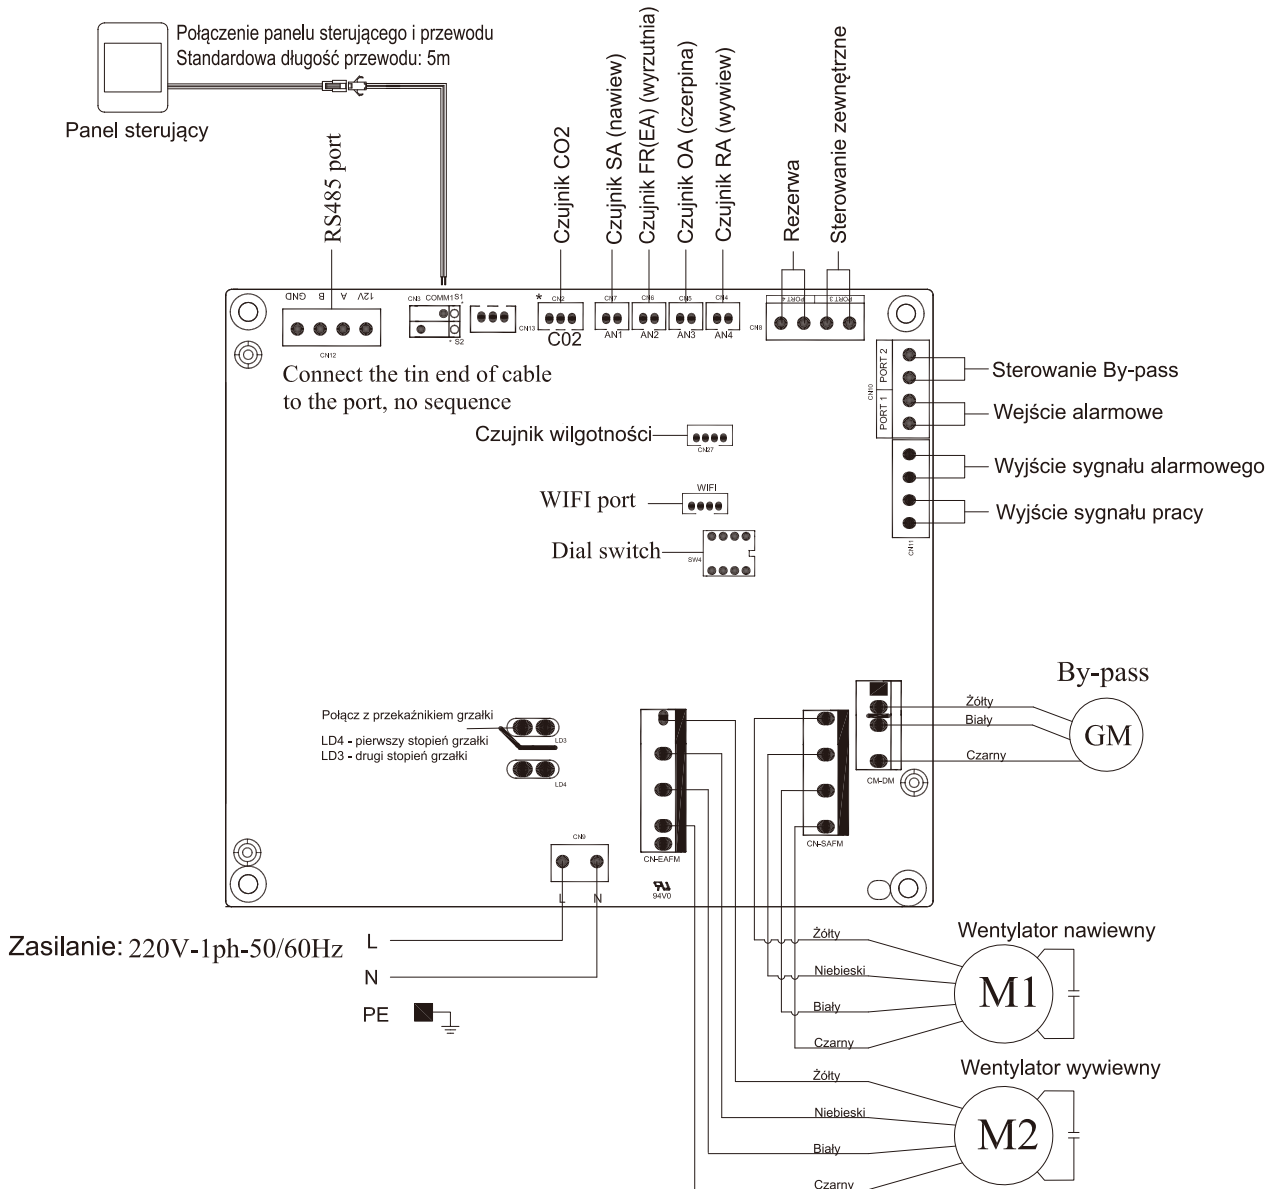 Połączenie panelu sterującego i przewodu
Standardowa długość przewodu: 5m
Panel sterujący
RS485 port
Czujnik CO2
Czujnik SA (nawiew)
Czujnik FR(EA) (wyrzutnia)
Czujnik OA (czerpina)
Czujnik RA (wywiew)
Rezerwa
Sterowanie zewnętrzne
GND
B
A
12V
CN12
CN3
COMM1
S1
*
* S2
CN13
*
CN2
C02
CN7
AN1
CN6
AN2
CN5
AN3
CN4
AN4
PORT 4
PORT 3
CN8
Connect the tin end of cable
to the port, no sequence
PORT 2
PORT 1
CN10
Sterowanie By-pass
Wejście alarmowe
Wyjście sygnału alarmowego
Wyjście sygnału pracy
CN11
Czujnik wilgotności
CN27
WIFI port
WIFI
Dial switch
SW4
By-pass
Żółty
Biały
Czarny
GM
CM-DM
Połącz z przekaźnikiem grzałki
LD4 - pierwszy stopień grzałki
LD3 - drugi stopień grzałki
LD3
LD4
CN9
L
N
CN-EAFM
94V0
CN-SAFM
Zasilanie: 220V-1ph-50/60Hz
L
N
PE
Wentylator nawiewny
Żółty
Niebieski
Biały
Czarny
M1
Wentylator wywiewny
Żółty
Niebieski
Biały
Czarny
M2